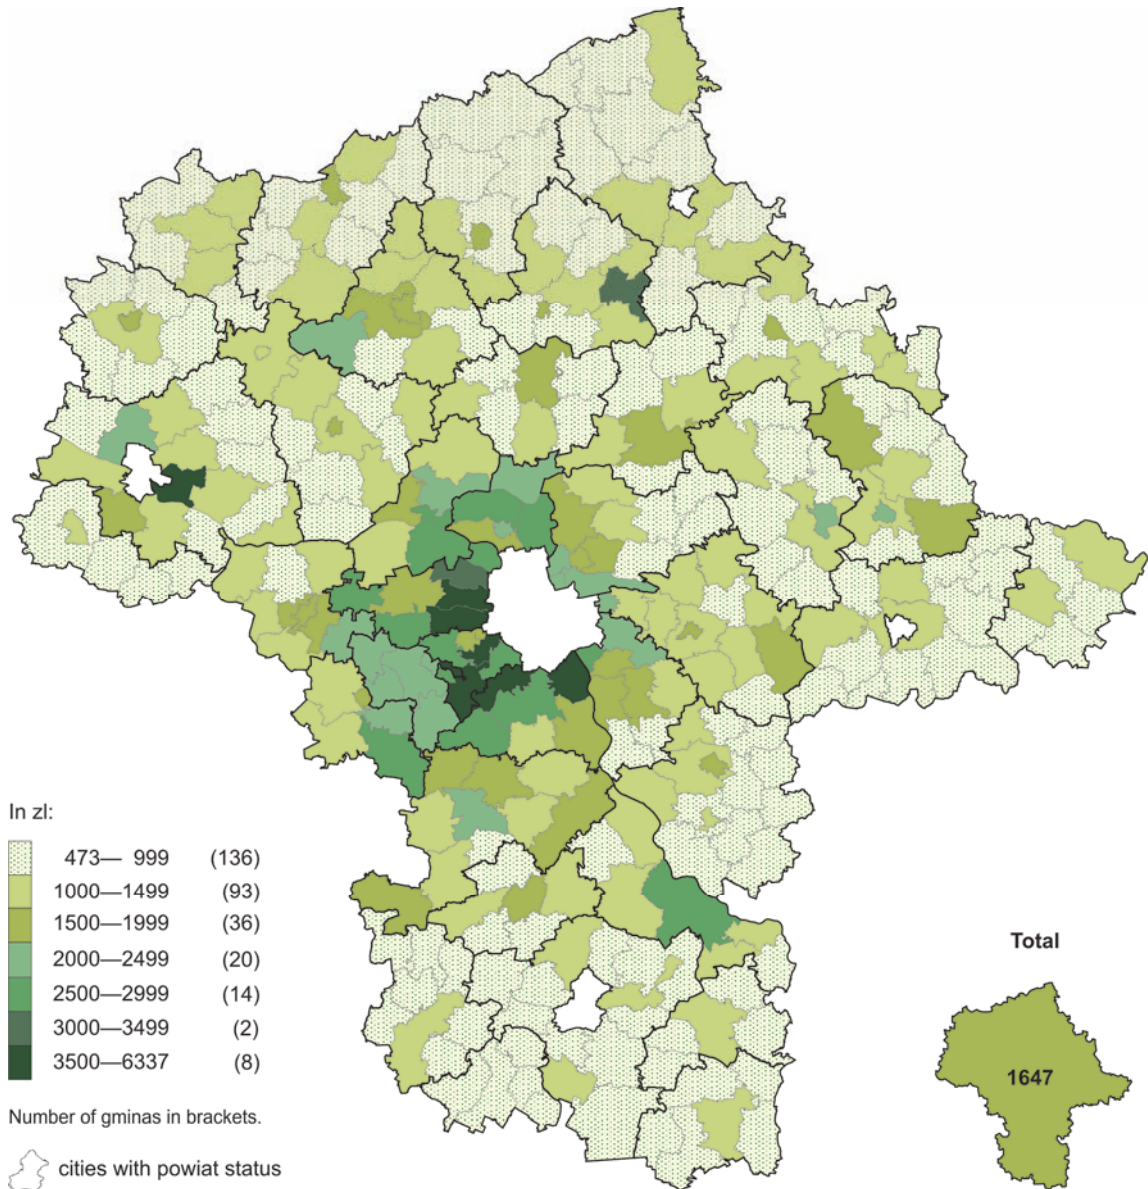 In zl:
473— 999 (136)
1000—1499 (93)
1500—1999 (36)
2000—2499 (20)
2500—2999 (14)
3000—3499 (2)
3500—6337 (8)
Number of gminas in brackets.
cities with powiat status
Total
1647